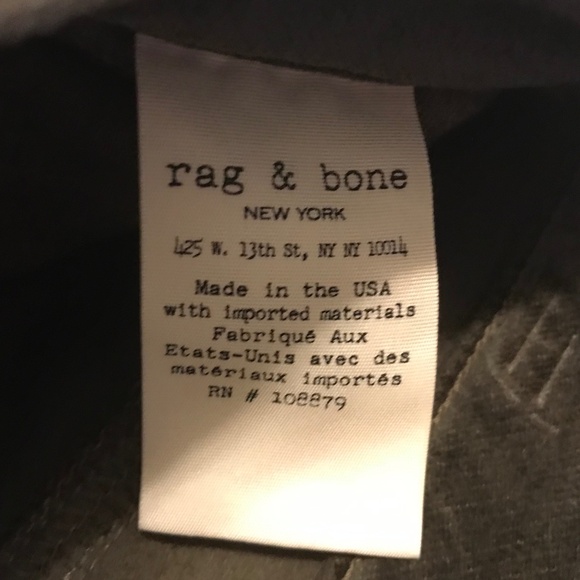 rag & bone
NEW YORK
425 W. 13th St, NY NY 10014
Made in the USA
with imported materials
Fabriqué Aux
Etats-Unis avec des
matériaux importés
RN # 108879